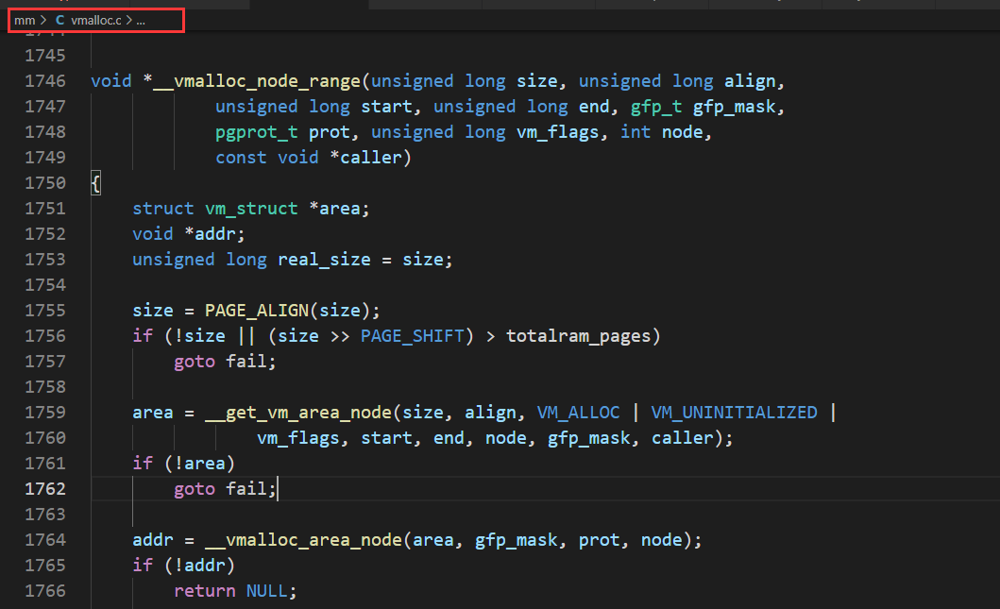 mm > C vmalloc.c > ...
1745
1746 void *__vmalloc_node_range(unsigned long size, unsigned long align,
1747 unsigned long start, unsigned long end, gfp_t gfp_mask,
1748 pgprot_t prot, unsigned long vm_flags, int node,
1749 const void *caller)
1750 {
1751 struct vm_struct *area;
1752 void *addr;
1753 unsigned long real_size = size;
1754
1755 size = PAGE_ALIGN(size);
1756 if (!size || (size >> PAGE_SHIFT) > totalram_pages)
1757 goto fail;
1758
1759 area = __get_vm_area_node(size, align, VM_ALLOC | VM_UNINITIALIZED |
1760 vm_flags, start, end, node, gfp_mask, caller);
1761 if (!area)
1762 goto fail;
1763
1764 addr = __vmalloc_area_node(area, gfp_mask, prot, node);
1765 if (!addr)
1766 return NULL;